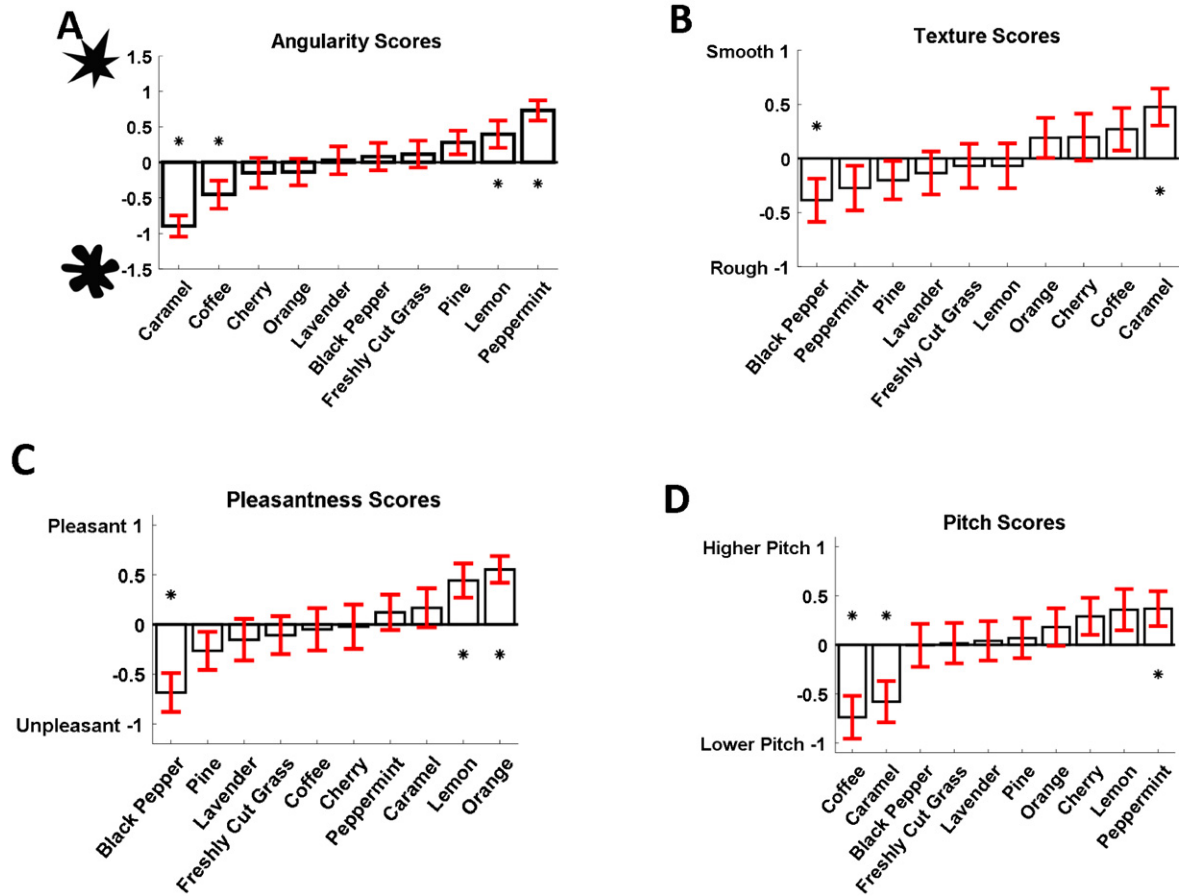 A
Angularity Scores
1.5
1
0.5
0
-0.5
-1
-1.5
* * * *
Caramel
Coffee
Cherry
Orange
Lavender
Black Pepper
Freshly Cut Grass
Pine
Lemon
Peppermint
B
Texture Scores
Smooth 1
0.5
0
-0.5
Rough -1
* *
Black Pepper
Peppermint
Pine
Lavender
Freshly Cut Grass
Lemon
Orange
Cherry
Coffee
Caramel
C
Pleasantness Scores
Pleasant 1
0.5
0
-0.5
Unpleasant -1
* * *
Black Pepper
Pine
Lavender
Freshly Cut Grass
Coffee
Cherry
Peppermint
Caramel
Lemon
Orange
D
Pitch Scores
Higher Pitch 1
0.5
0
-0.5
Lower Pitch -1
* * *
Coffee
Caramel
Black Pepper
Freshly Cut Grass
Lavender
Pine
Orange
Cherry
Lemon
Peppermint